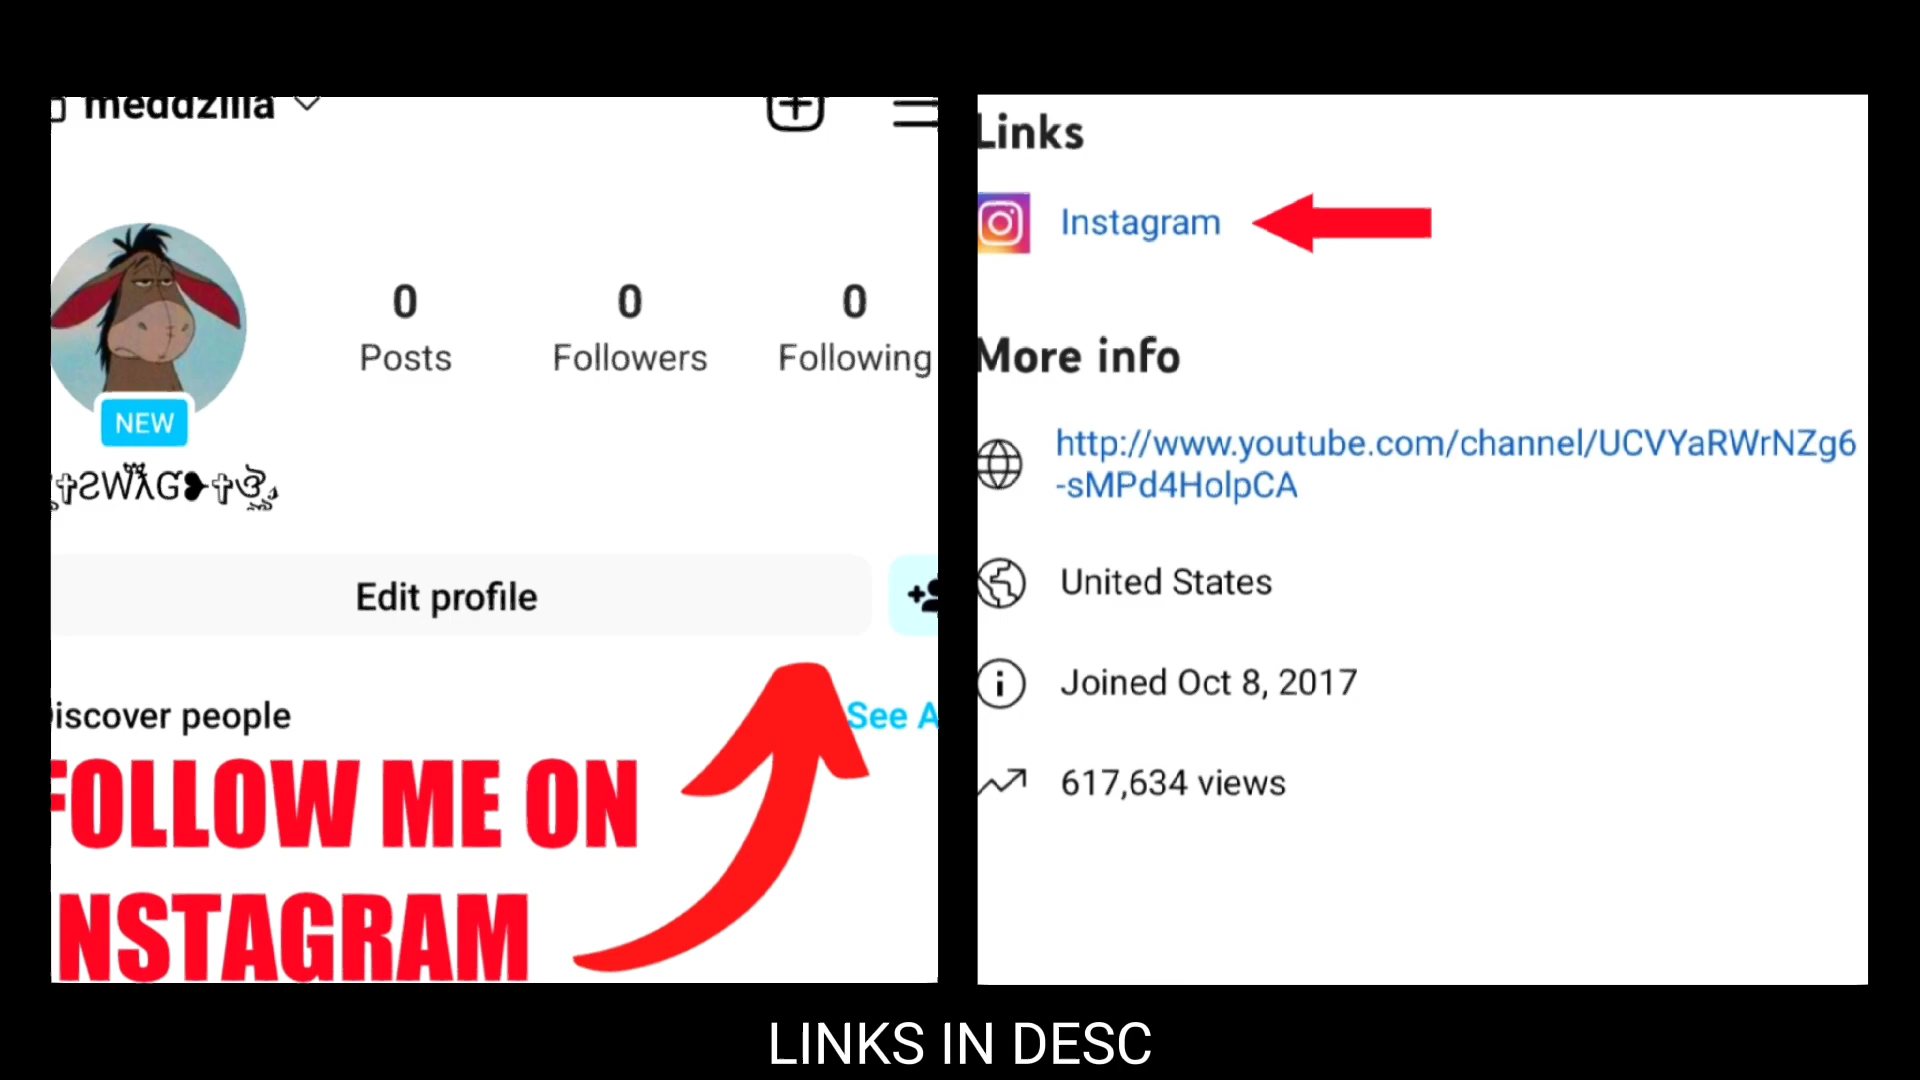 meddzilla
0
Posts
0
Followers
0
Following
NEW
Edit profile
iscover people
See A
FOLLOW ME ON
NSTAGRAM
Links
Instagram
More info
http://www.youtube.com/channel/UCVYaRWrNZg6
-sMPd4HolpCA
United States
Joined Oct 8, 2017
617,634 views
LINKS IN DESC